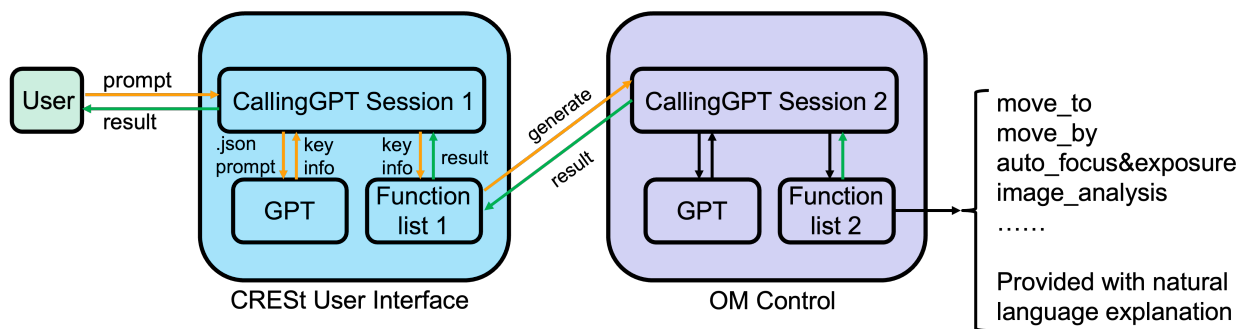 User
prompt
result
CallingGPT Session 1
.json
prompt
key
info
key
info
result
GPT
Function
list 1
CRESt User Interface
generate
result
CallingGPT Session 2
GPT
Function
list 2
OM Control
move_to
move_by
auto_focus&exposure
image_analysis
……
Provided with natural
language explanation